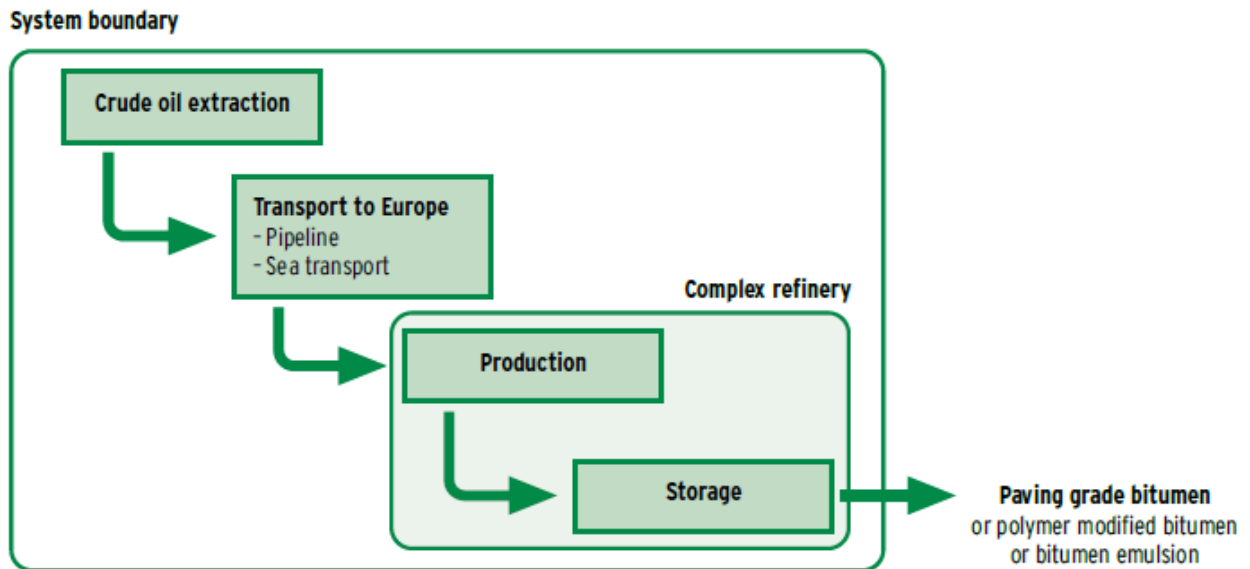 System boundary
Crude oil extraction
Transport to Europe
– Pipeline
– Sea transport
Complex refinery
Production
Storage
Paving grade bitumen
or polymer modified bitumen
or bitumen emulsion